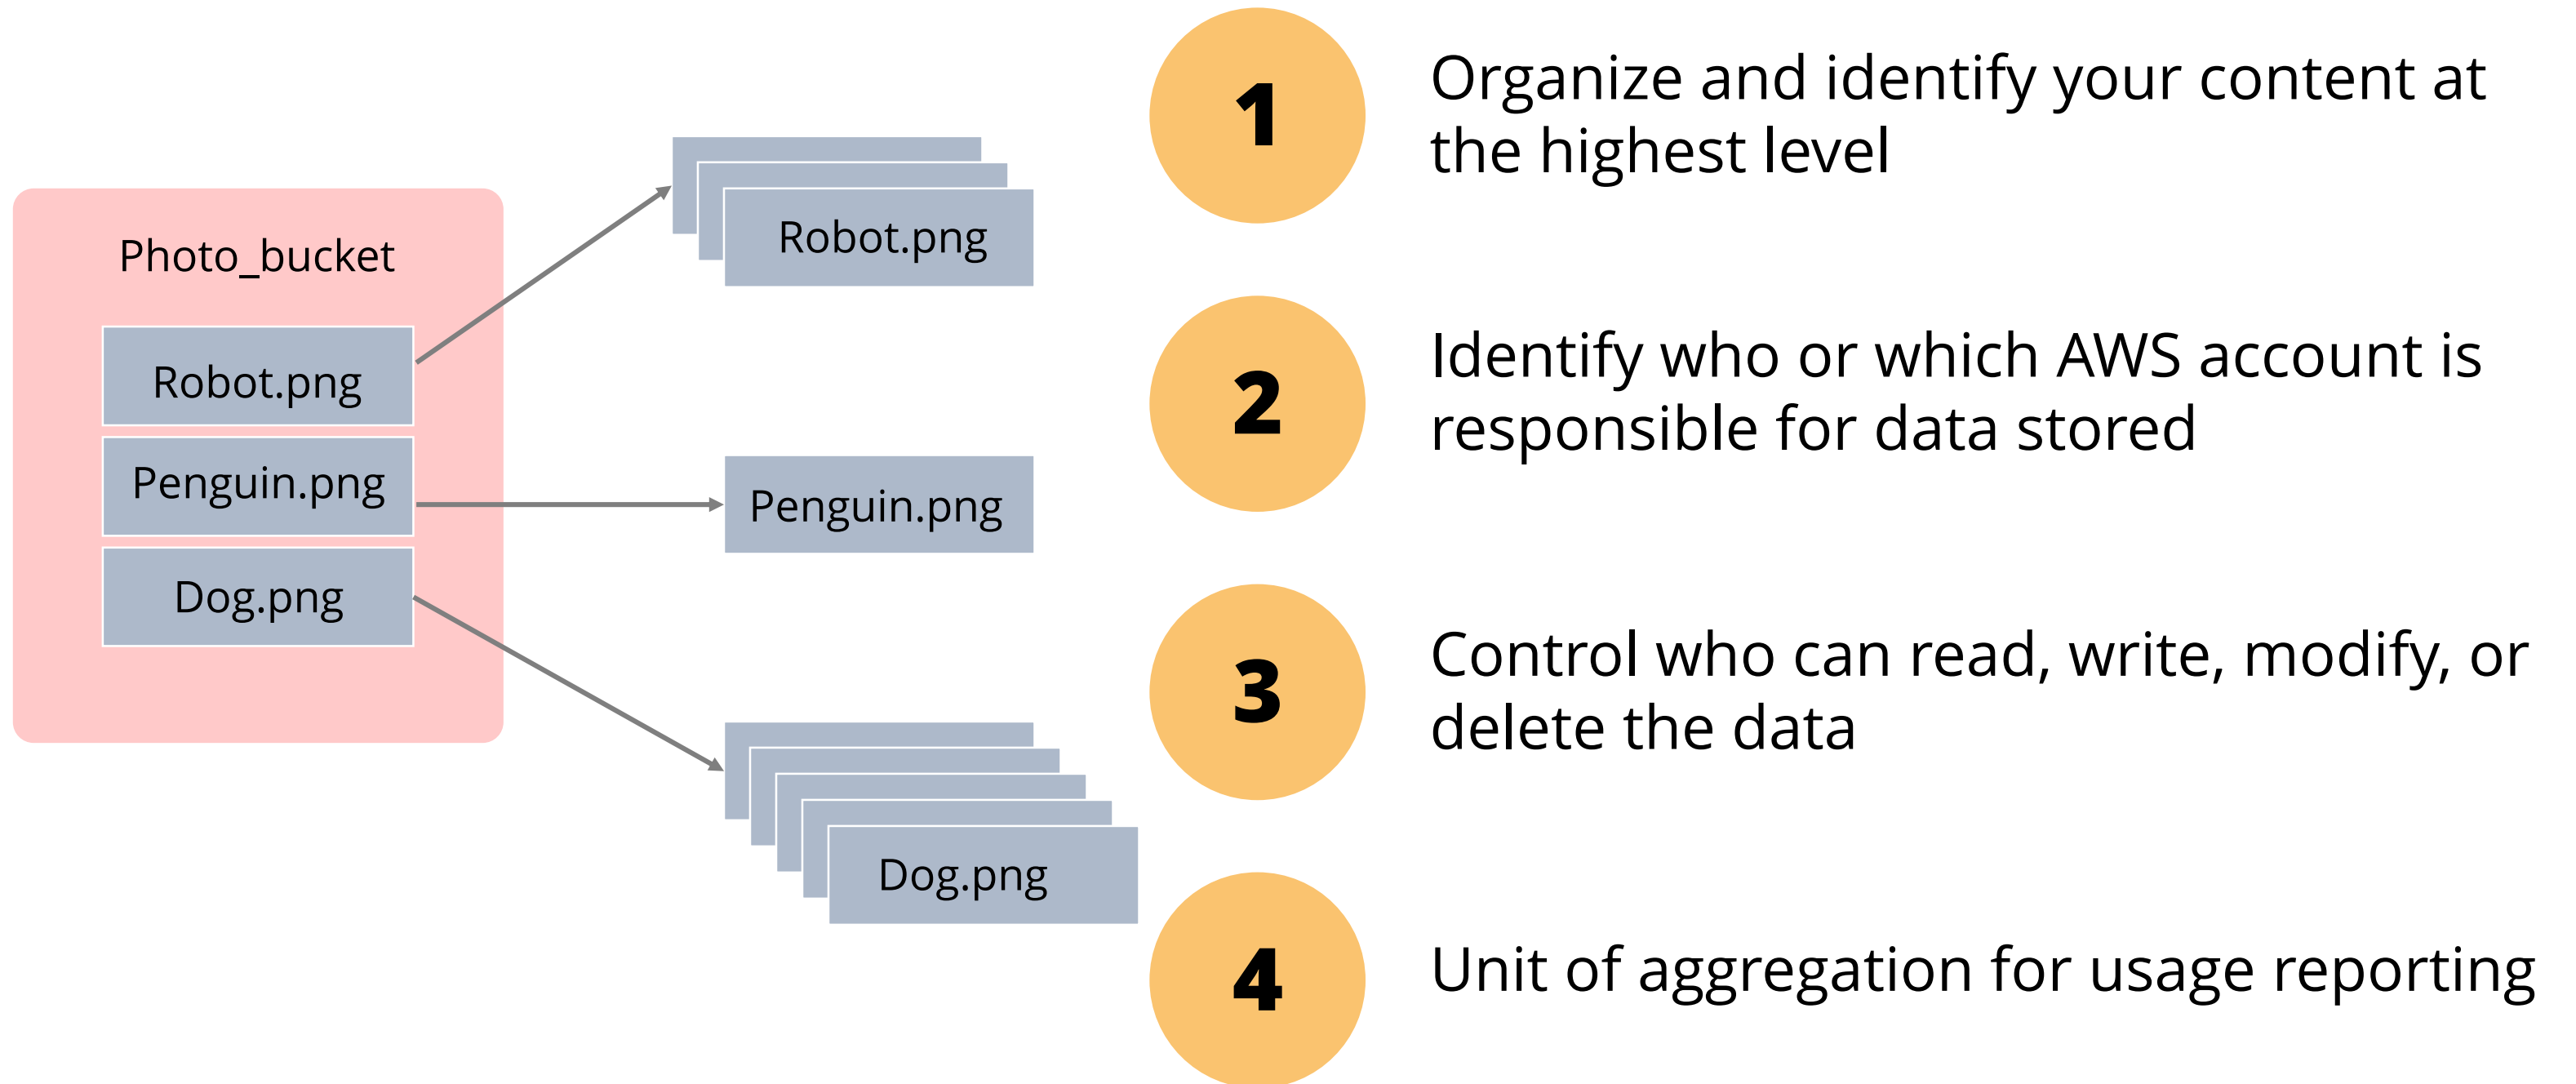 Photo_bucket
Robot.png
Penguin.png
Dog.png
Robot.png
Penguin.png
Dog.png
1
Organize and identify your content at
the highest level
2
Identify who or which AWS account is
responsible for data stored
3
Control who can read, write, modify, or
delete the data
4
Unit of aggregation for usage reporting